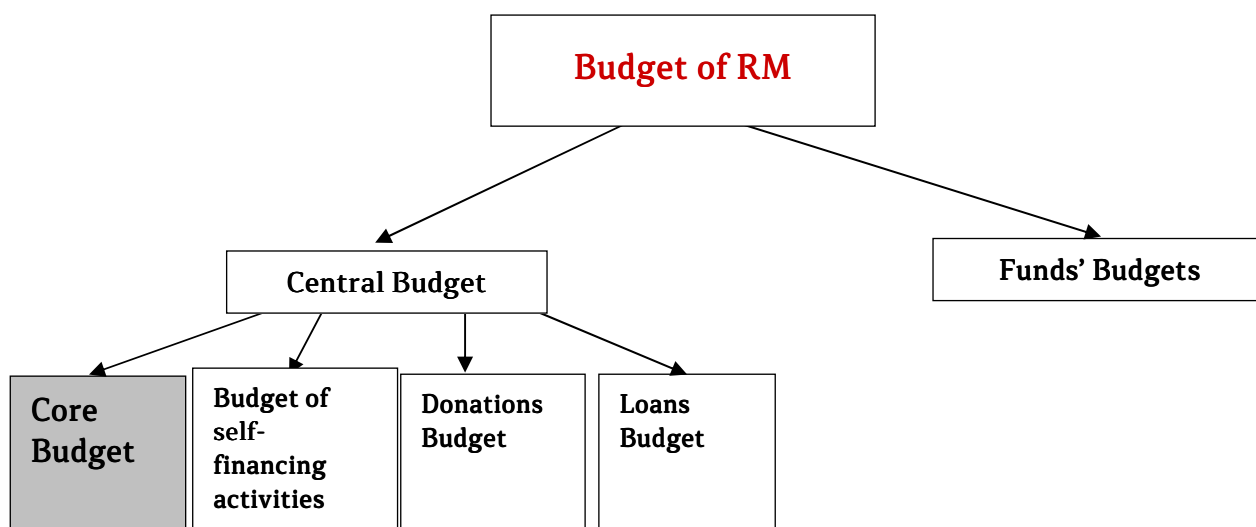 Budget of RM
Central Budget
Funds’ Budgets
Core
Budget
Budget of
self-
financing
activities
Donations
Budget
Loans
Budget